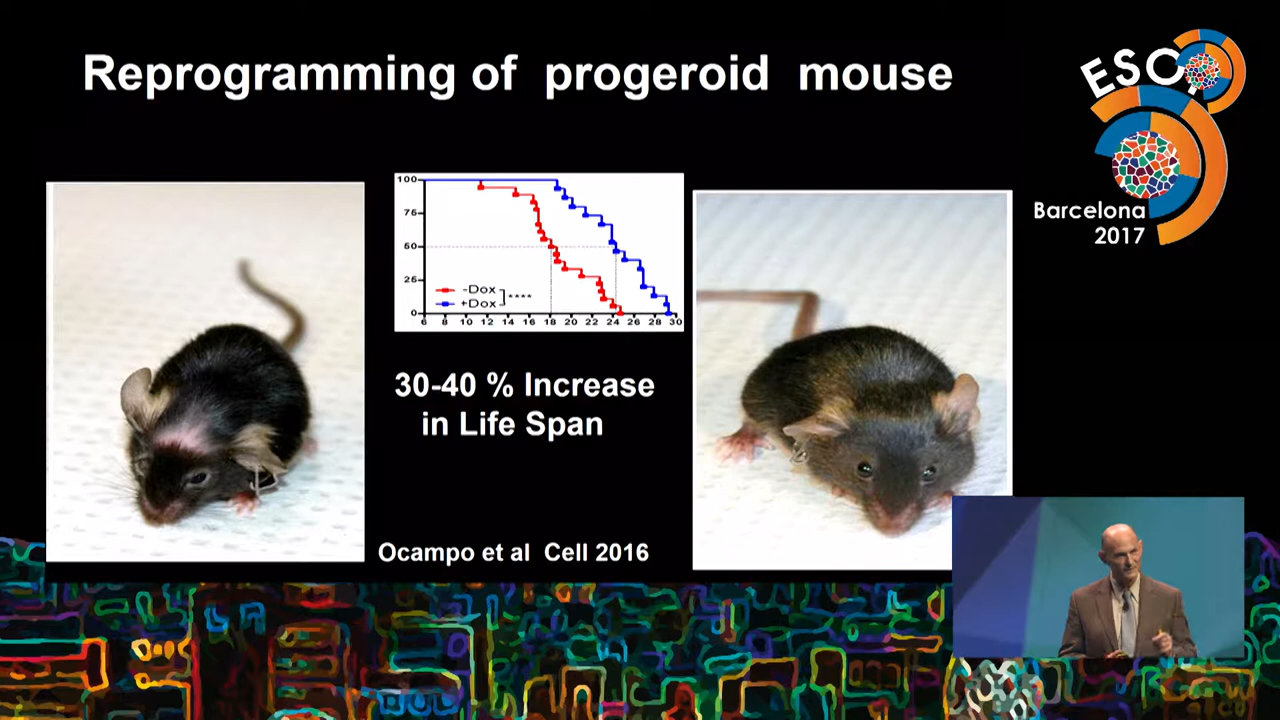 Reprogramming of progeroid mouse
ESO
Barcelona
2017
100
75
50
25
0
-Dox
+Dox
****
6 8 10 12 14 16 18 20 22 24 26 28 30
30-40 % Increase
in Life Span
Ocampo et al Cell 2016